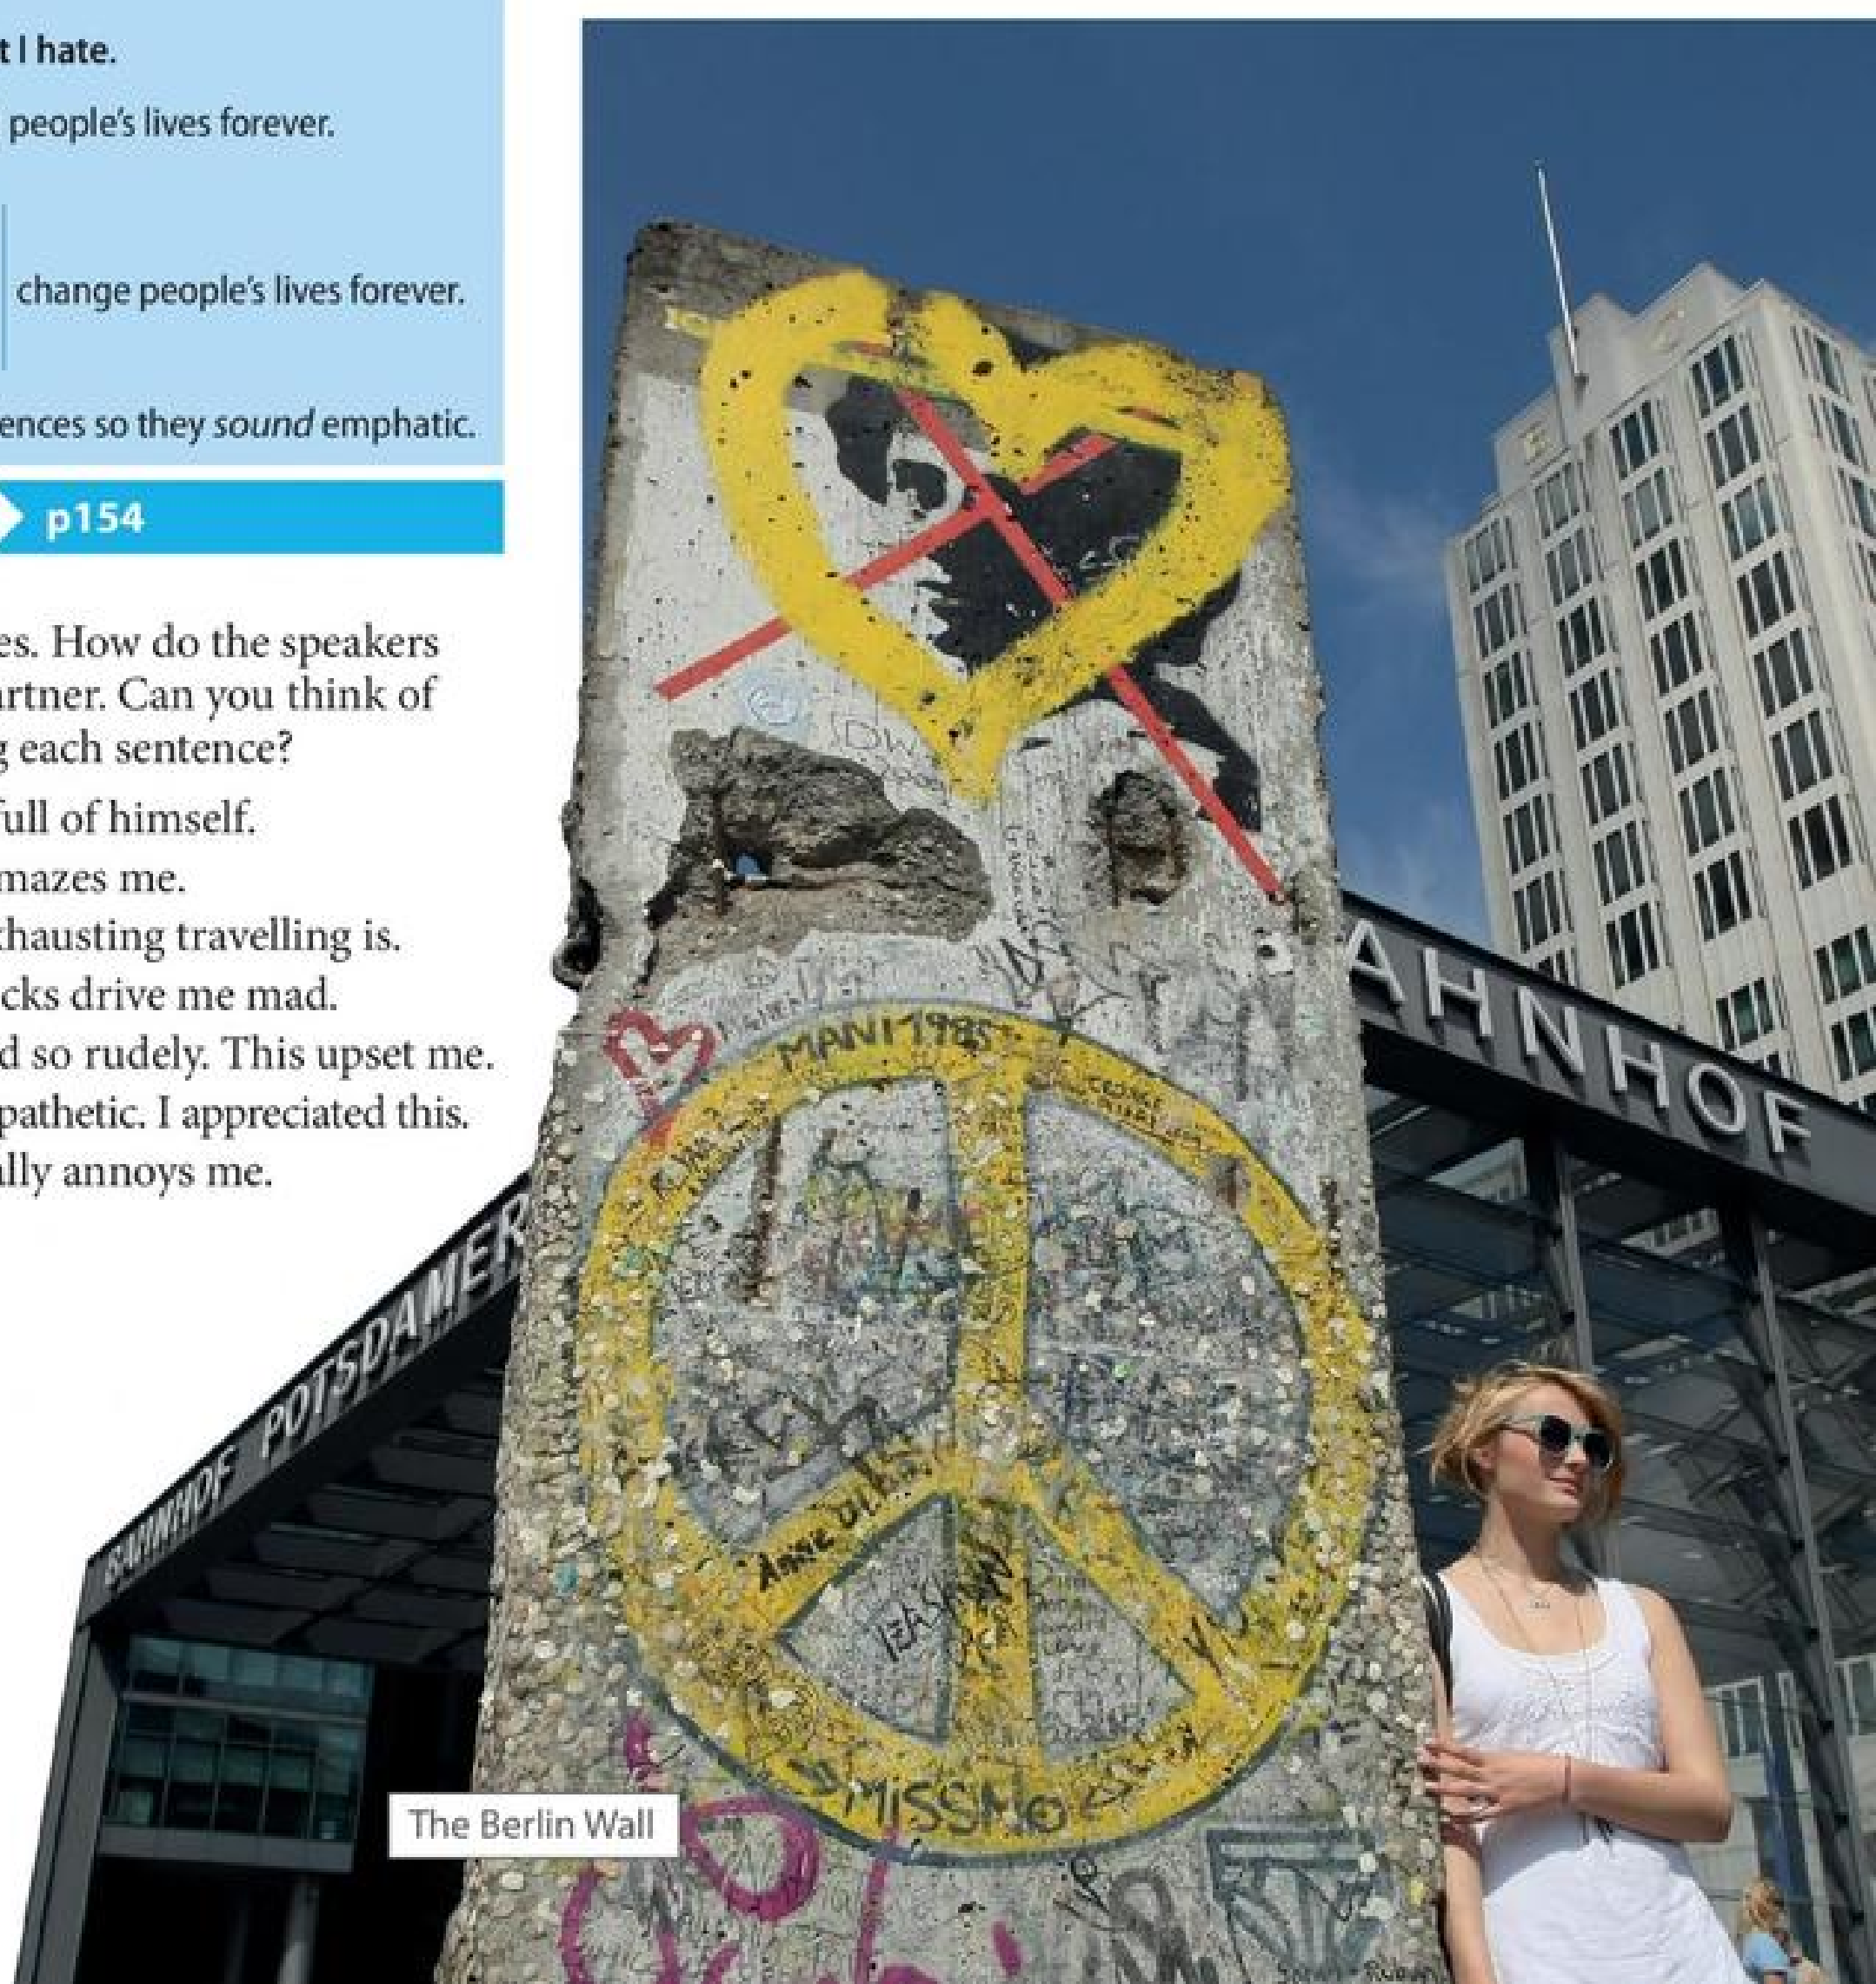 t I hate.
people's lives forever.
change people's lives forever.
ences so they sound emphatic.
p154
es. How do the speakers
artner. Can you think of
g each sentence?
full of himself.
mazes me.
xhausting travelling is.
cks drive me mad.
d so rudely. This upset me.
pathetic. I appreciated this.
ally annoys me.
AHNHOF
MANI 1985
BAHNHOF POTSDAMER
MISSMO
The Berlin Wall